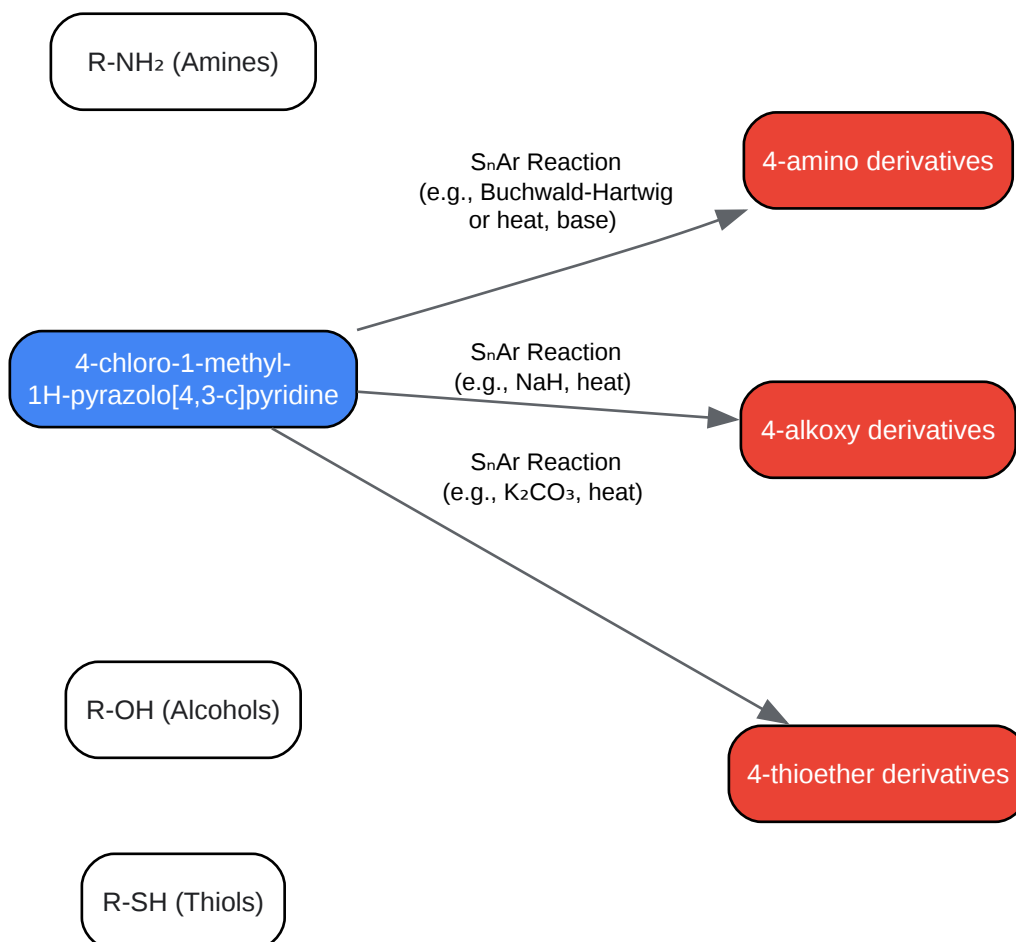 R-NH₂ (Amines)
SₙAr Reaction
(e.g., Buchwald-Hartwig
or heat, base)
4-amino derivatives
4-chloro-1-methyl-
1H-pyrazolo[4,3-c]pyridine
SₙAr Reaction
(e.g., NaH, heat)
4-alkoxy derivatives
SₙAr Reaction
(e.g., K₂CO₃, heat)
R-OH (Alcohols)
4-thioether derivatives
R-SH (Thiols)